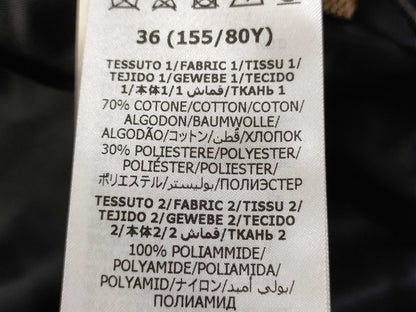 36 (155/80Y)
TESSUTO 1/FABRIC 1/TISSU 1/
TEJIDO 1/GEWEBE 1/TECIDO
1/本体1/قماش 1/ТКАНЬ 1
70% COTONE/COTTON/COTON/
ALGODON/BAUMWOLLE/
ALGODÃO/コットン/قطن/ХЛОПОК
30% POLIESTERE/POLYESTER/
POLIÉSTER/POLIESTER/
ポリエステル/بوليستر/ПОЛИЭСТЕР
TESSUTO 2/FABRIC 2/TISSU 2/
TEJIDO 2/GEWEBE 2/TECIDO
2/本体2/قماش 2/ТКАНЬ 2
100% POLIAMMIDE/
POLYAMIDE/POLIAMIDA/
POLYAMID/ナイロン/بولي أميد/
ПОЛИАМИД